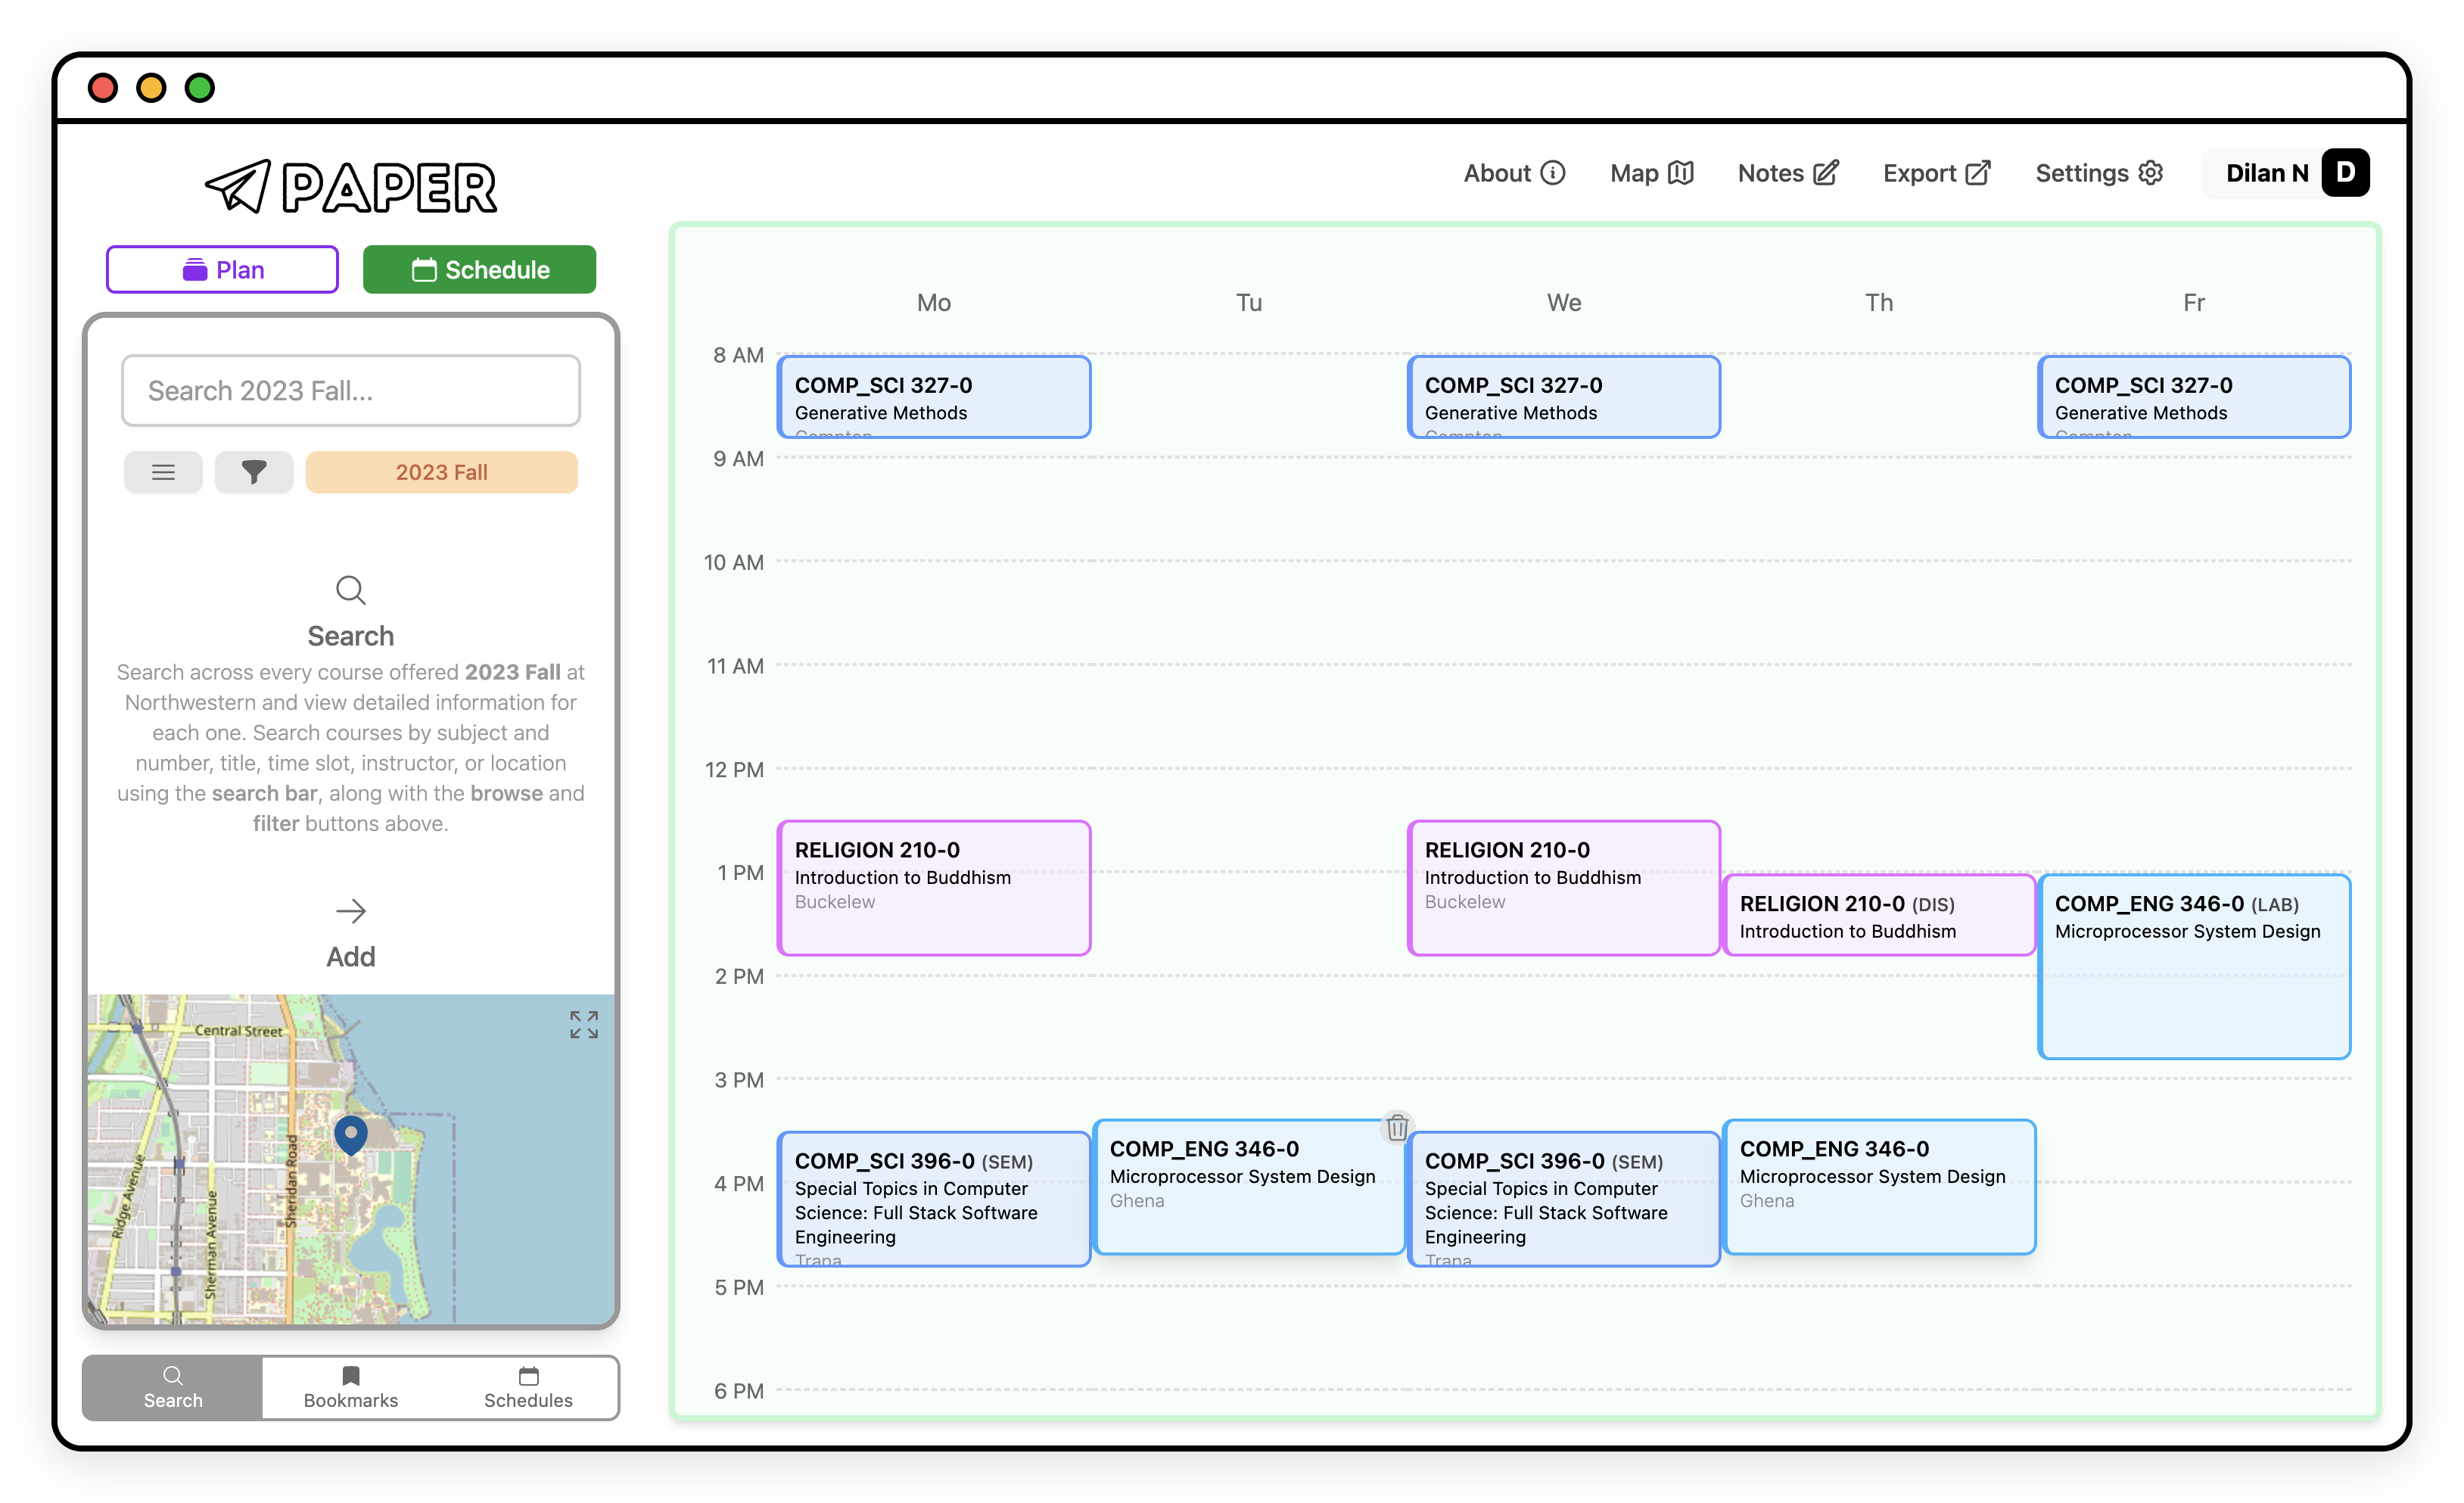 PAPER
About
Map
Notes
Export
Settings
Dilan N
D
Plan
Schedule
Search 2023 Fall...
2023 Fall
Search
Search across every course offered 2023 Fall at
Northwestern and view detailed information for
each one. Search courses by subject and
number, title, time slot, instructor, or location
using the search bar, along with the browse and
filter buttons above.
Add
Central Street
Ridge Avenue
Sherman Avenue
Sheridan Road
Search
Bookmarks
Schedules
Mo
Tu
We
Th
Fr
8 AM
COMP_SCI 327-0
Generative Methods
COMP_SCI 327-0
Generative Methods
COMP_SCI 327-0
Generative Methods
9 AM
10 AM
11 AM
12 PM
RELIGION 210-0
Introduction to Buddhism
Buckelew
RELIGION 210-0
Introduction to Buddhism
Buckelew
1 PM
RELIGION 210-0 (DIS)
Introduction to Buddhism
COMP_ENG 346-0 (LAB)
Microprocessor System Design
2 PM
3 PM
COMP_SCI 396-0 (SEM)
Special Topics in Computer
Science: Full Stack Software
Engineering
COMP_ENG 346-0
Microprocessor System Design
Ghena
COMP_SCI 396-0 (SEM)
Special Topics in Computer
Science: Full Stack Software
Engineering
COMP_ENG 346-0
Microprocessor System Design
Ghena
4 PM
5 PM
6 PM